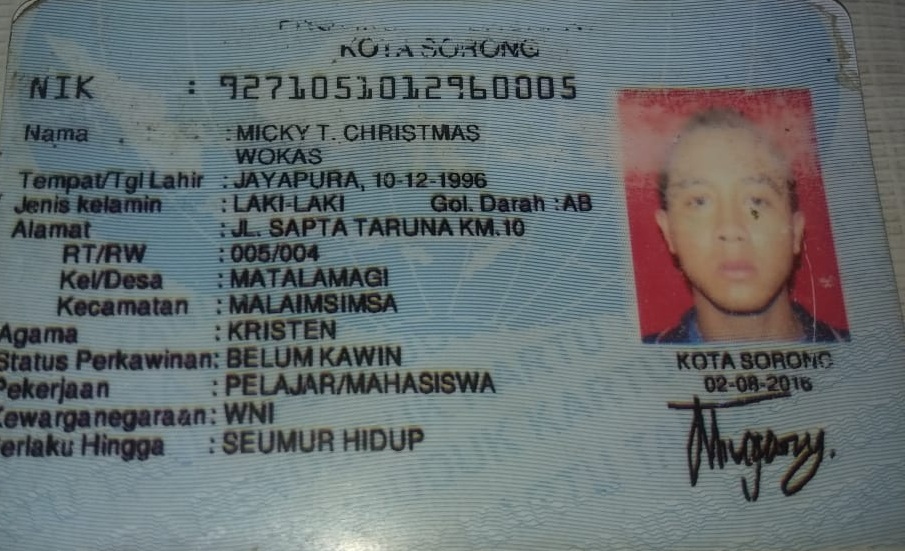 KOTA SORONG
NIK : 9271051012960005
Nama : MICKY T. CHRISTMAS
WOKAS
Tempat/Tgl Lahir : JAYAPURA, 10-12-1996
Jenis kelamin : LAKI-LAKI Gol. Darah : AB
Alamat : JL. SAPTA TARUNA KM.10
RT/RW : 005/004
Kel/Desa : MATALAMAGI
Kecamatan : MALAIMSIMSA
Agama : KRISTEN
Status Perkawinan: BELUM KAWIN
Pekerjaan : PELAJAR/MAHASISWA
Kewarganegaraan: WNI
erlaku Hingga : SEUMUR HIDUP
KOTA SORONG
02-08-2016